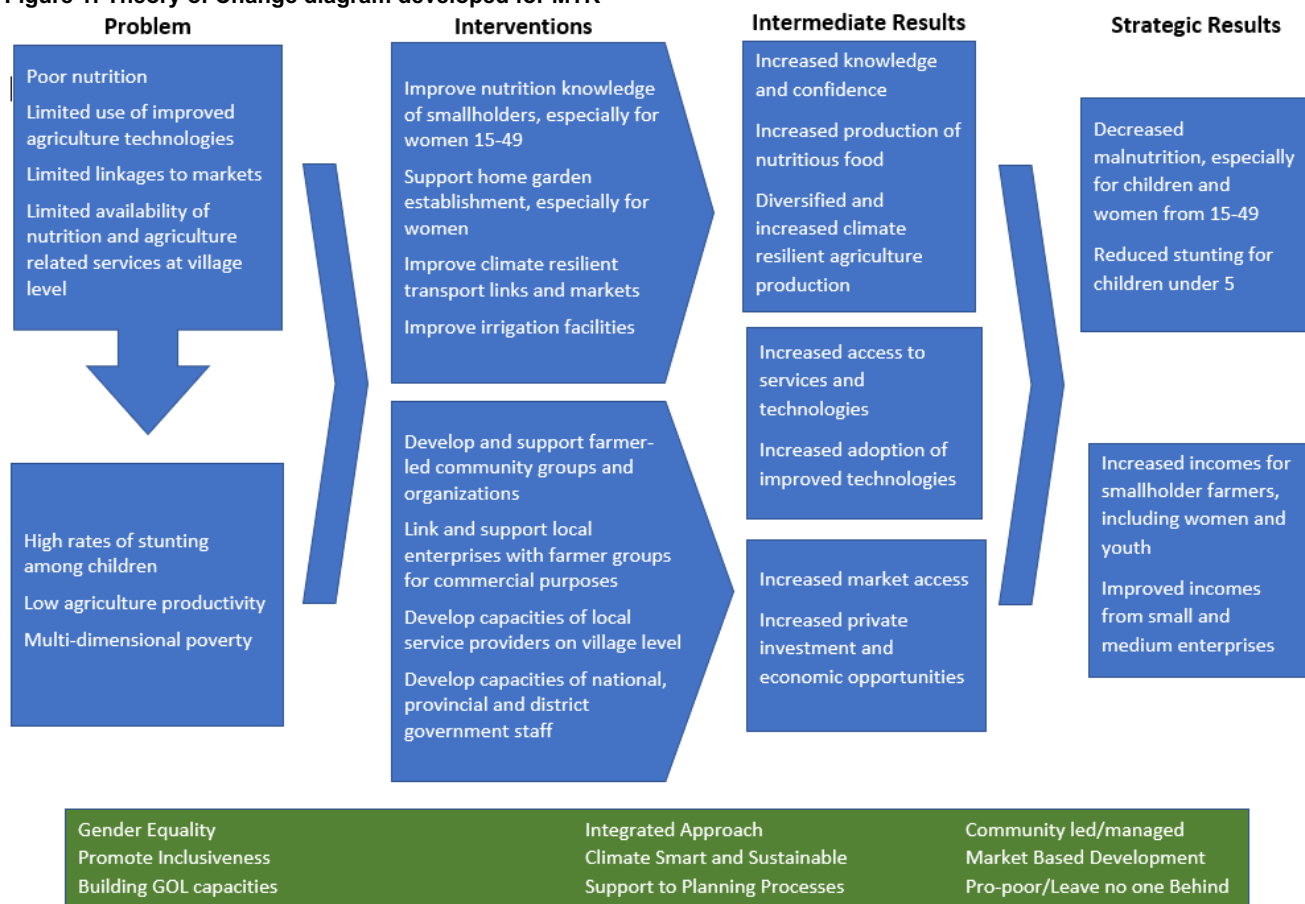 Figure 1: Theory of Change diagram developed for MTR
Problem
Poor nutrition
Limited use of improved
agriculture technologies
Limited linkages to markets
Limited availability of
nutrition and agriculture
related services at village
level
High rates of stunting
among children
Low agriculture productivity
Multi-dimensional poverty
Interventions
Improve nutrition knowledge
of smallholders, especially for
women 15-49
Support home garden
establishment, especially for
women
Improve climate resilient
transport links and markets
Improve irrigation facilities
Develop and support farmer-
led community groups and
organizations
Link and support local
enterprises with farmer groups
for commercial purposes
Develop capacities of local
service providers on village level
Develop capacities of national,
provincial and district
government staff
Intermediate Results
Increased knowledge
and confidence
Increased production of
nutritious food
Diversified and
increased climate
resilient agriculture
production
Increased access to
services and
technologies
Increased adoption of
improved technologies
Increased market access
Increased private
investment and
economic opportunities
Strategic Results
Decreased
malnutrition, especially
for children and
women from 15-49
Reduced stunting for
children under 5
Increased incomes for
smallholder farmers,
including women and
youth
Improved incomes
from small and
medium enterprises
Gender Equality
Promote Inclusiveness
Building GOL capacities
Integrated Approach
Climate Smart and Sustainable
Support to Planning Processes
Community led/managed
Market Based Development
Pro-poor/Leave no one Behind